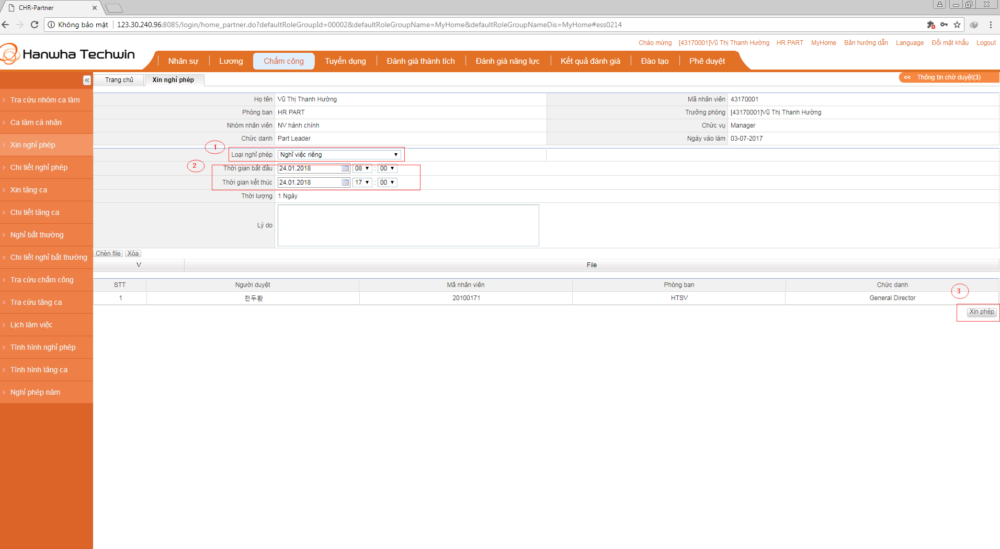 CHR-Partner
Không bảo mật 123.30.240.96:8085/login/home_partner.do?defaultRoleGroupId=00002&defaultRoleGroupName=MyHome&defaultRoleGroupNameDis=MyHome#ess0214
Chào mừng [43170001]Vũ Thị Thanh Hường HR PART MyHome Bản hướng dẫn Language Đổi mật khẩu Logout
Hanwha Techwin
Nhân sự Lương Chấm công Tuyển dụng Đánh giá thành tích Đánh giá năng lực Kết quả đánh giá Đào tạo Phê duyệt
« Trang chủ Xin nghỉ phép << Thông tin chờ duyệt(3)
Tra cứu nhóm ca làm
Ca làm cá nhân
Xin nghỉ phép
Chi tiết nghỉ phép
Xin tăng ca
Chi tiết tăng ca
Nghỉ bất thường
Chi tiết nghỉ bất thường
Tra cứu chấm công
Tra cứu tăng ca
Lịch làm việc
Tình hình nghỉ phép
Tình hình tăng ca
Nghỉ phép năm
Họ tên Vũ Thị Thanh Hường Mã nhân viên 43170001
Phòng ban HR PART Trưởng phòng [43170001]Vũ Thị Thanh Hường
Nhóm nhân viên NV hành chính Chức vụ Manager
Chức danh Part Leader Ngày vào làm 03-07-2017
1 Loại nghỉ phép Nghỉ việc riêng
2 Thời gian bắt đầu 24.01.2018 08 : 00
Thời gian kết thúc 24.01.2018 17 : 00
Thời lượng 1 Ngày
Lý do
Chèn file Xóa
V File
STT Người duyệt Mã nhân viên Phòng ban Chức danh
1 천두환 20100171 HTSV General Director
3
Xin phép